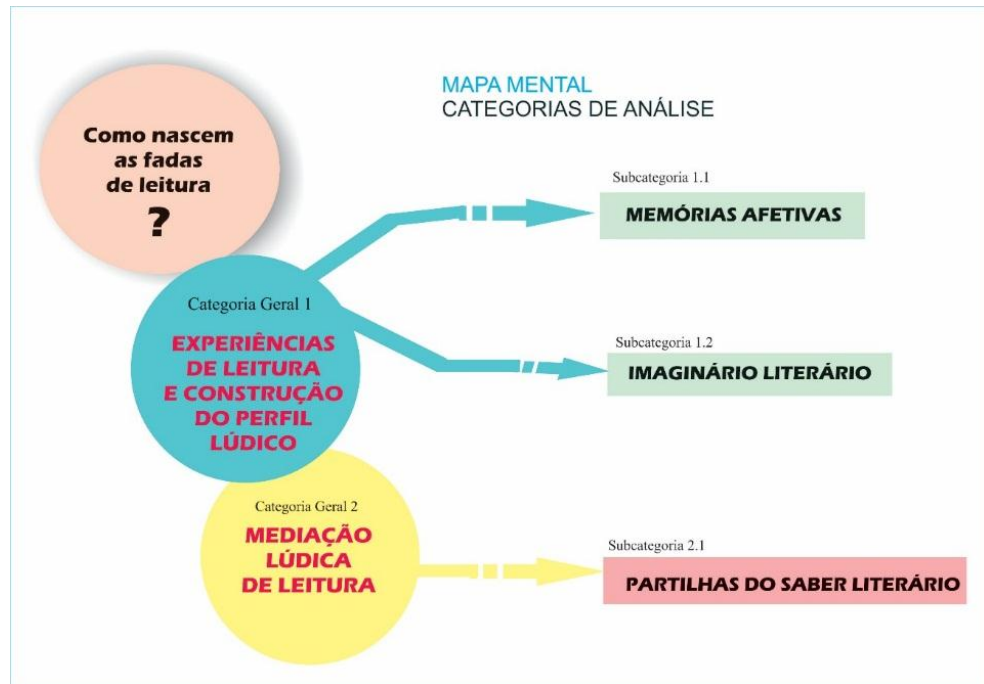 MAPA MENTAL
CATEGORIAS DE ANÁLISE
Como nascem
as fadas
de leitura
?
Categoria Geral 1
EXPERIÊNCIAS
DE LEITURA
E CONSTRUÇÃO
DO PERFIL
LÚDICO
Subcategoria 1.1
MEMÓRIAS AFETIVAS
Subcategoria 1.2
IMAGINÁRIO LITERÁRIO
Categoria Geral 2
MEDIAÇÃO
LÚDICA
DE LEITURA
Subcategoria 2.1
PARTILHAS DO SABER LITERÁRIO